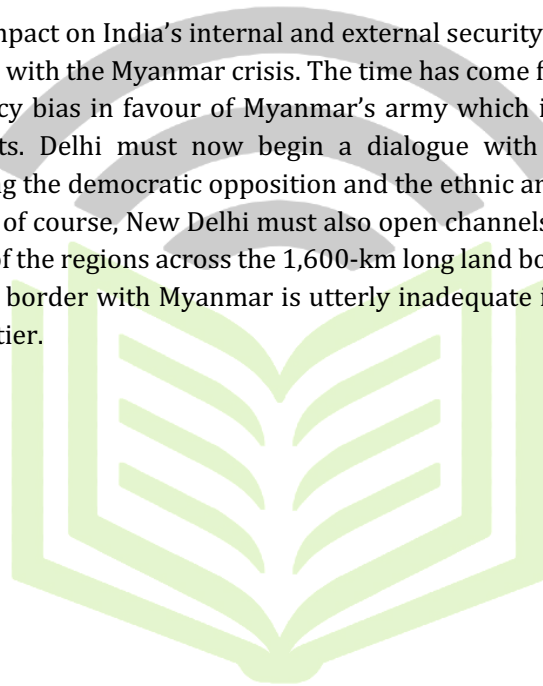 mpact on India’s internal and external security
with the Myanmar crisis. The time has come f
cy bias in favour of Myanmar’s army which i
ts. Delhi must now begin a dialogue with
ng the democratic opposition and the ethnic ar
of course, New Delhi must also open channels
of the regions across the 1,600-km long land bo
border with Myanmar is utterly inadequate i
tier.